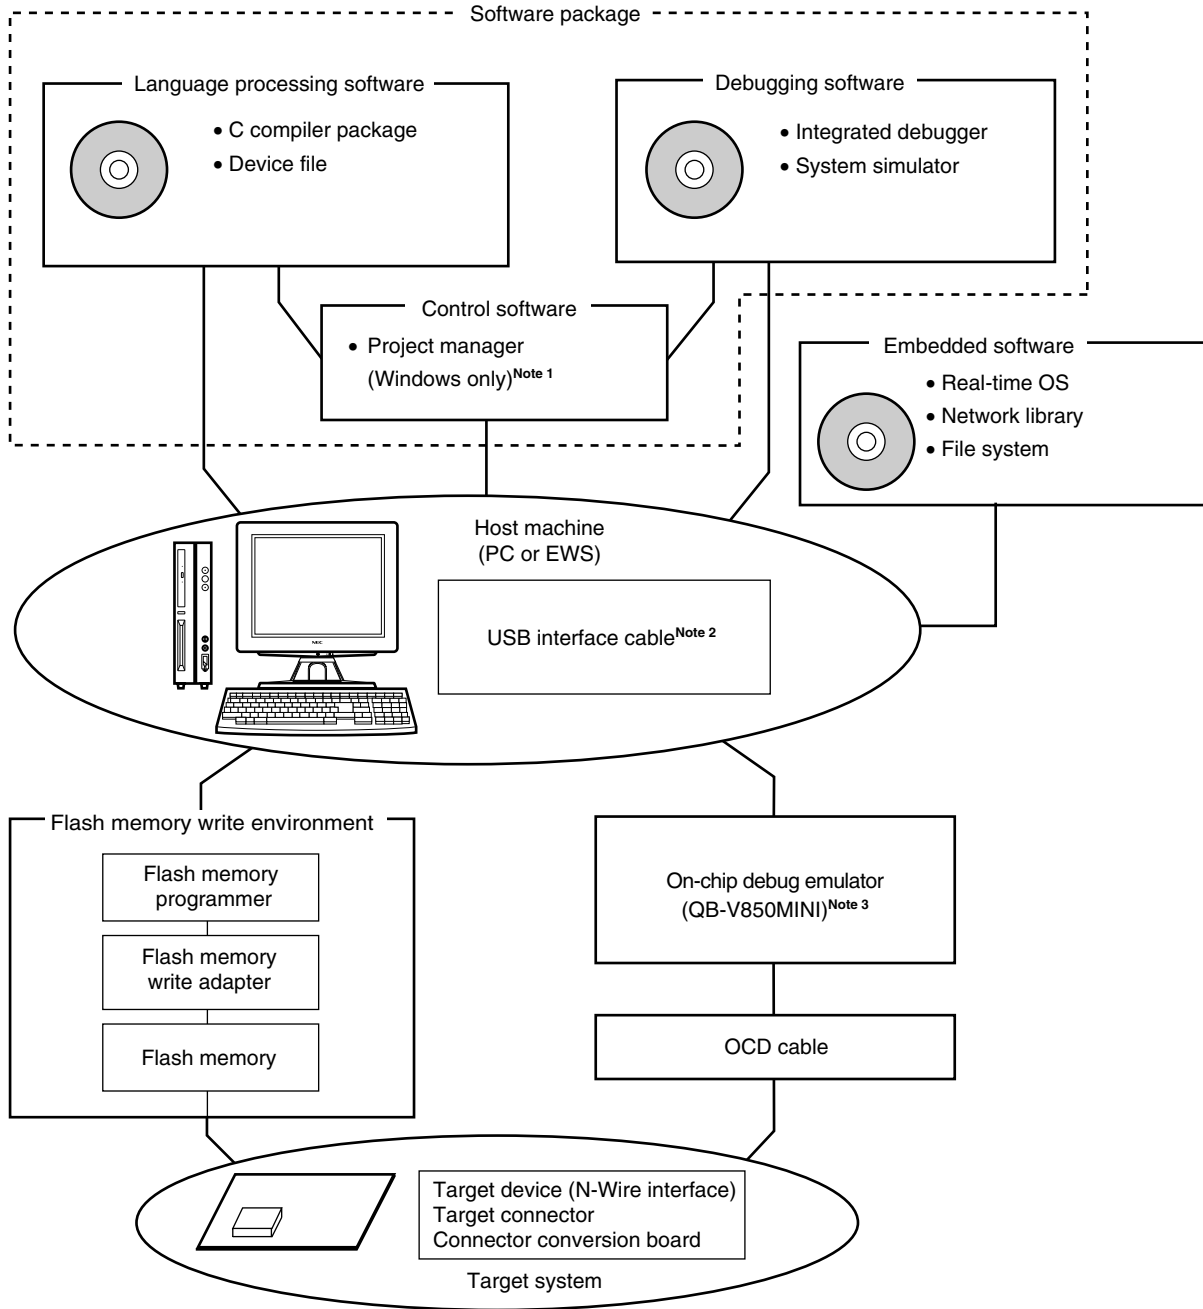 Software package
Language processing software
• C compiler package
• Device file
Debugging software
• Integrated debugger
• System simulator
Control software
• Project manager
(Windows only)Note 1
Embedded software
• Real-time OS
• Network library
• File system
Host machine
(PC or EWS)
USB interface cableNote 2
NEC
Flash memory write environment
Flash memory
programmer
Flash memory
write adapter
Flash memory
On-chip debug emulator
(QB-V850MINI)Note 3
OCD cable
Target device (N-Wire interface)
Target connector
Connector conversion board
Target system